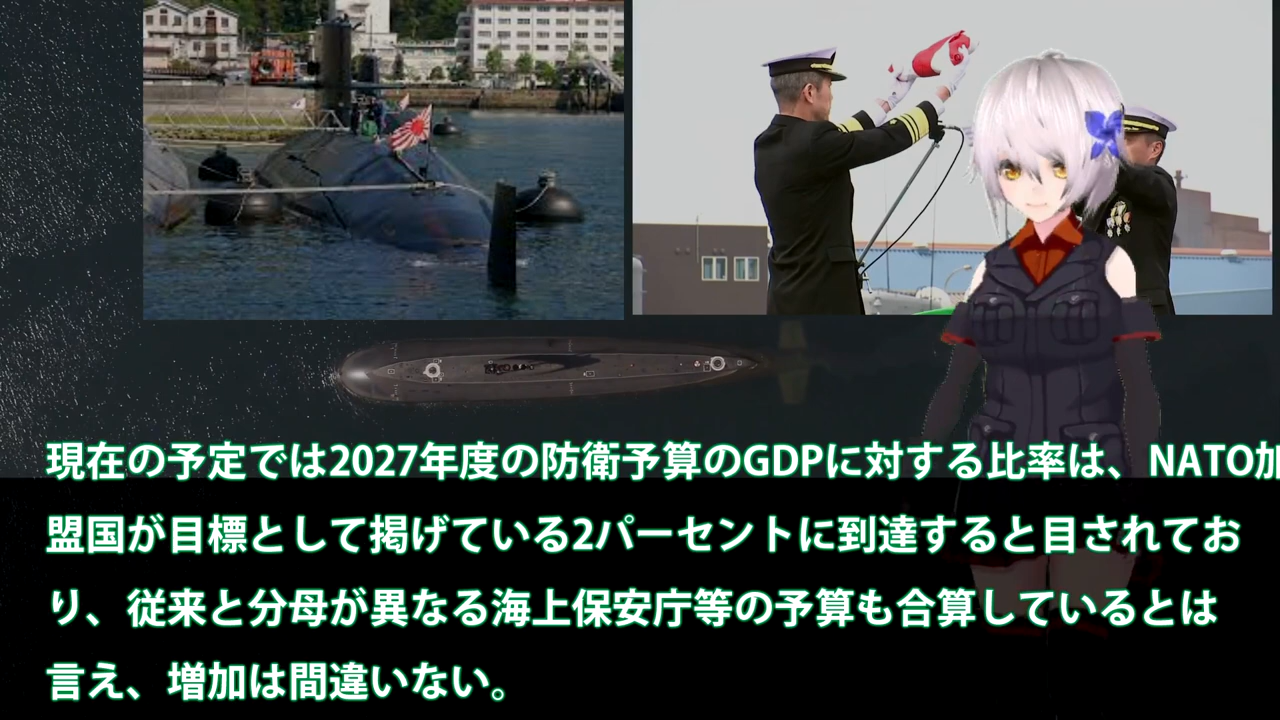 現在の予定では2027年度の防衛予算のGDPに対する比率は、NATO加
盟国が目標として掲げている2パーセントに到達すると目されてお
り、従来と分母が異なる海上保安庁等の予算も合算しているとは
言え、増加は間違いない。